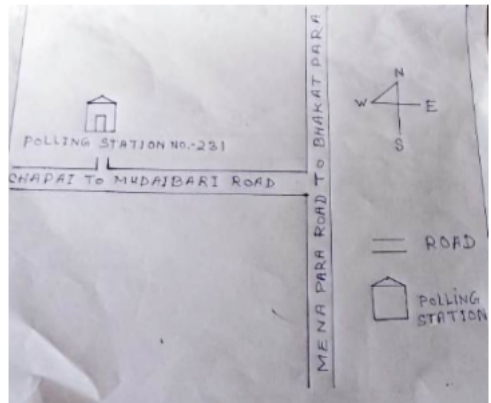 POLLING STATION NO.-231
CHAPAI TO MUDAIBARI ROAD
MENA PARA ROAD TO BHAKAT PARA
N
W
E
S
ROAD
POLLING
STATION